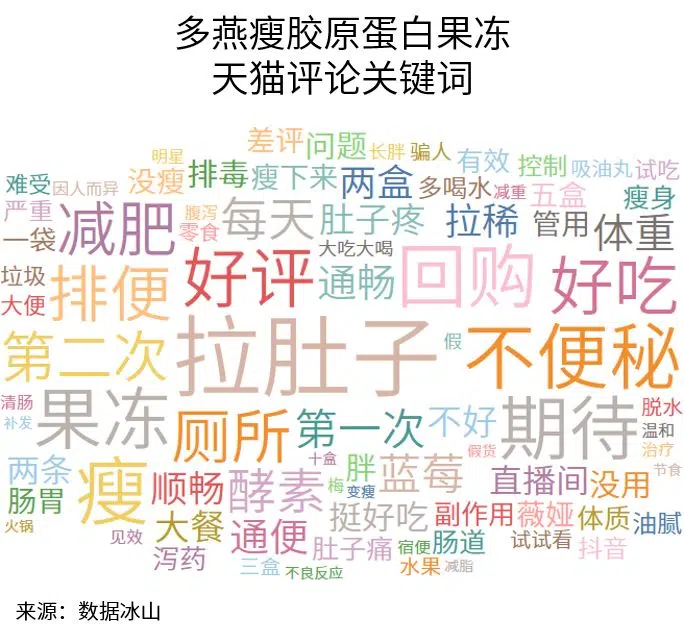 多燕瘦胶原蛋白果冻
天猫评论关键词
差评 问题 长胖 骗人
明星 有效 控制 吸油丸 试吃
难受 因人而异 没瘦 排毒 瘦下来 两盒 多喝水 减重 五盒 瘦身
严重 减肥 腹泻 零食 每天 肚子疼 拉稀 管用 体重
一袋 大吃大喝
垃圾 排便 好评 通畅 回购 好吃
大便
第二次 拉肚子 假 不便秘
清肠 果冻 厕所 第一次 不好 期待 脱水
补发 温和
十盒 假货 治疗
两条 瘦 顺畅 酵素 梅 胖 蓝莓 直播间 没用 节食
肠胃 变瘦
火锅 大餐 挺好吃 副作用 薇娅 体质 油腻
见效 通便 肚子痛 宿便 肠道 试试看 抖音
泻药 三盒 不良反应 水果 减脂
来源：数据冰山